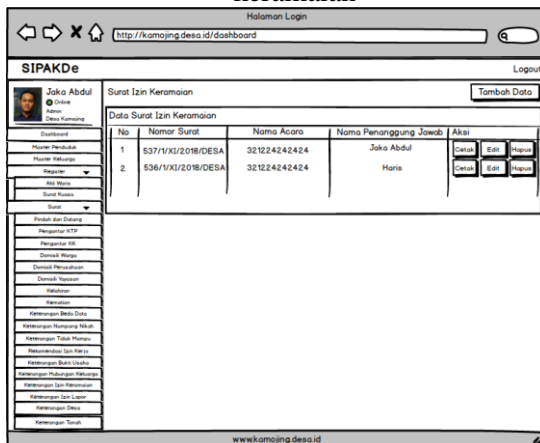 keramaian
Halaman Login
http://kamojing.desa.id/dashboard
SIPAKDe
Logout
Jaka Abdul
Online
Admin
Desa Kamojing
Dashboard
Master Penduduk
Master Keluarga
Register
Ahli Waris
Surat Kuasa
Surat
Pindah dan Datang
Pengantar KTP
Pengantar KK
Domisili Warga
Domisili Perusahaan
Domisili Yayasan
Kelahiran
Kematian
Keterangan Beda Data
Keterangan Numpang Nikah
Keterangan Tidak Mampu
Rekomendasi Izin Kerja
Keterangan Bukti Usaha
Keterangan Hubungan Keluarga
Keterangan Izin Keramaian
Keterangan Izin Lapor
Keterangan Desa
Keterangan Tanah
Surat Izin Keramaian
Tambah Data
Data Surat Izin Keramaian
No Nomor Surat Nama Acara Nama Penanggung Jawab Aksi
1 537/1/XI/2018/DESA 321224242424 Jaka Abdul Cetak Edit Hapus
2 536/1/XI/2018/DESA 321224242424 Haris Cetak Edit Hapus
www.kamojing.desa.id